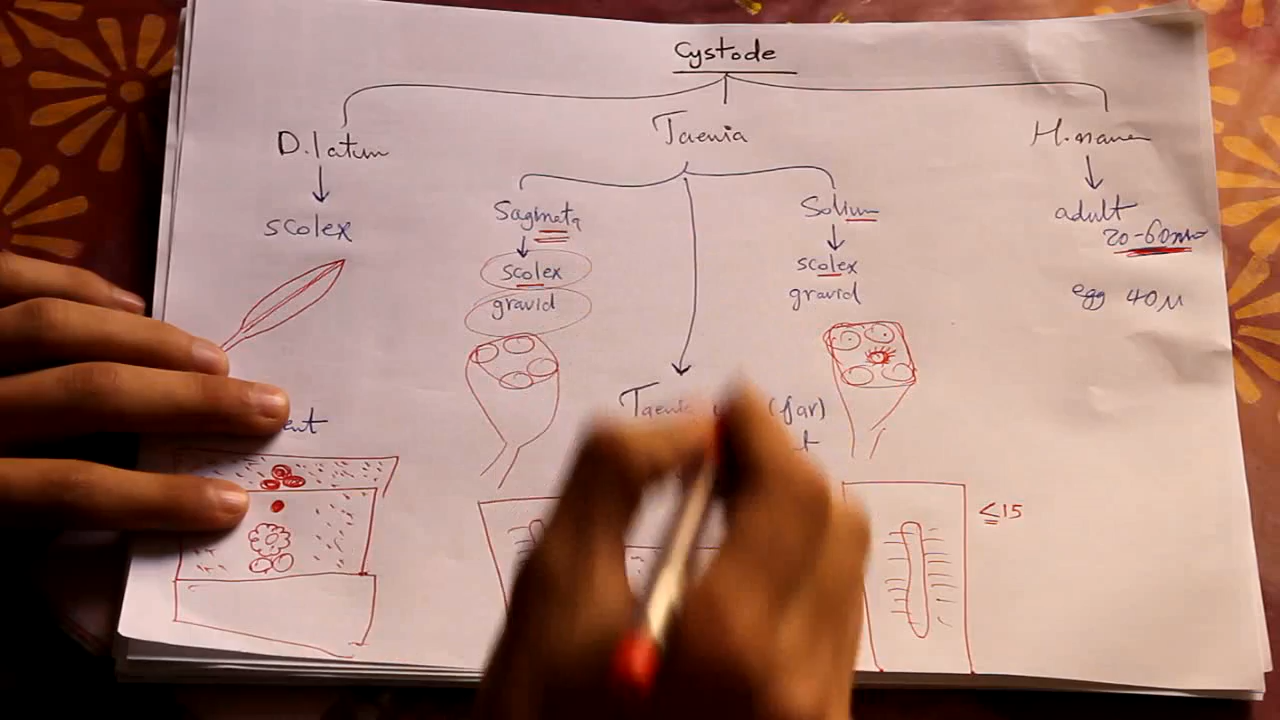 Cystode
D.latum
Taenia
H.nana
scolex
Saginata
Solium
adult
20-60mm
scolex
scolex
gravid
gravid
egg 40μ
(far)
≤15